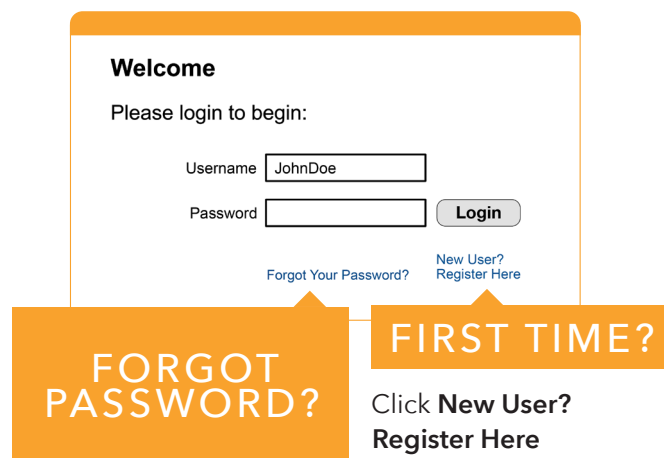 Welcome
Please login to begin:
Username JohnDoe
Password Login
Forgot Your Password?
New User?
Register Here
FORGOT
PASSWORD?
FIRST TIME?
Click New User?
Register Here